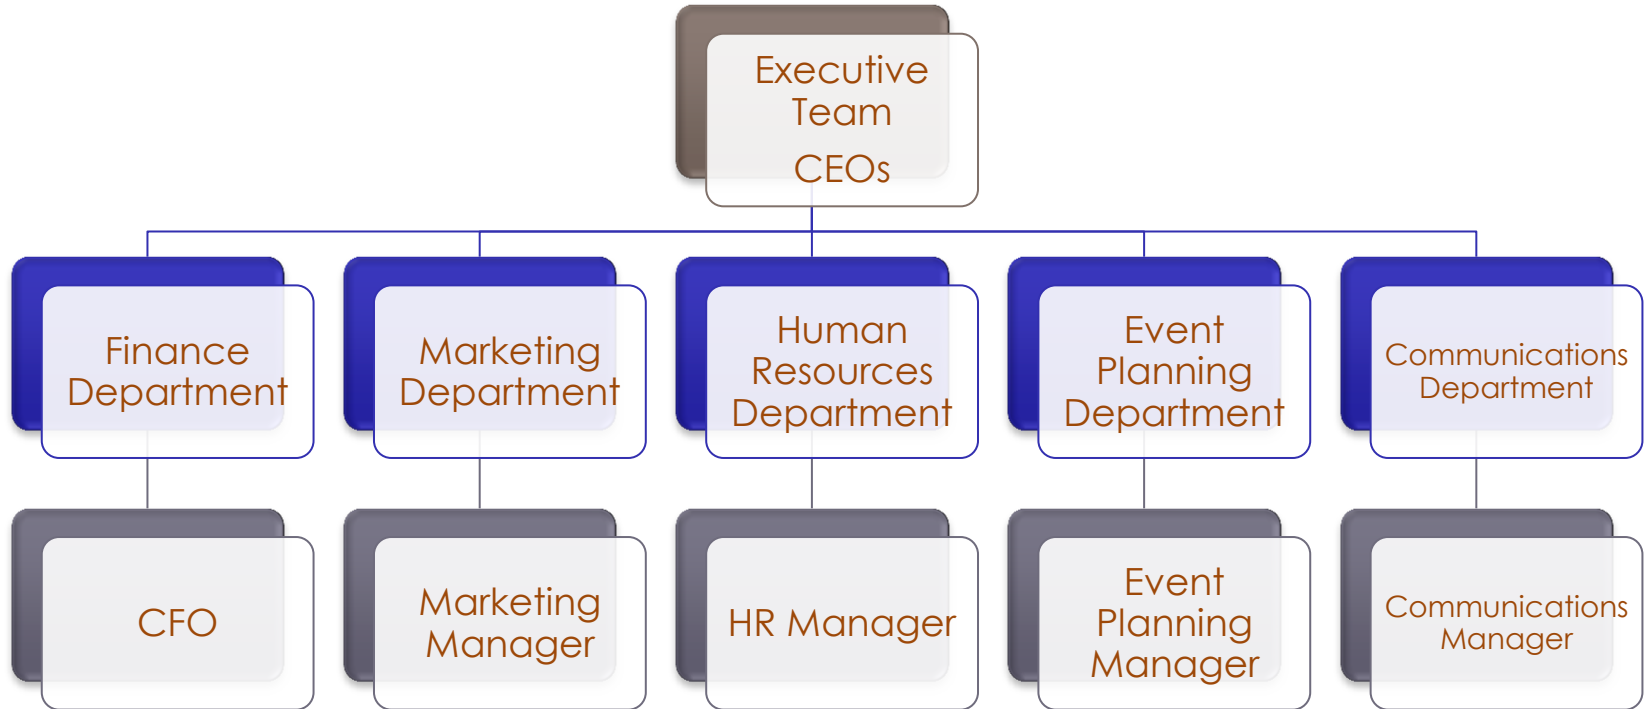 Executive
Team
CEOs
Finance
Department
Marketing
Department
Human
Resources
Department
Event
Planning
Department
Communications
Department
CFO
Marketing
Manager
HR Manager
Event
Planning
Manager
Communications
Manager